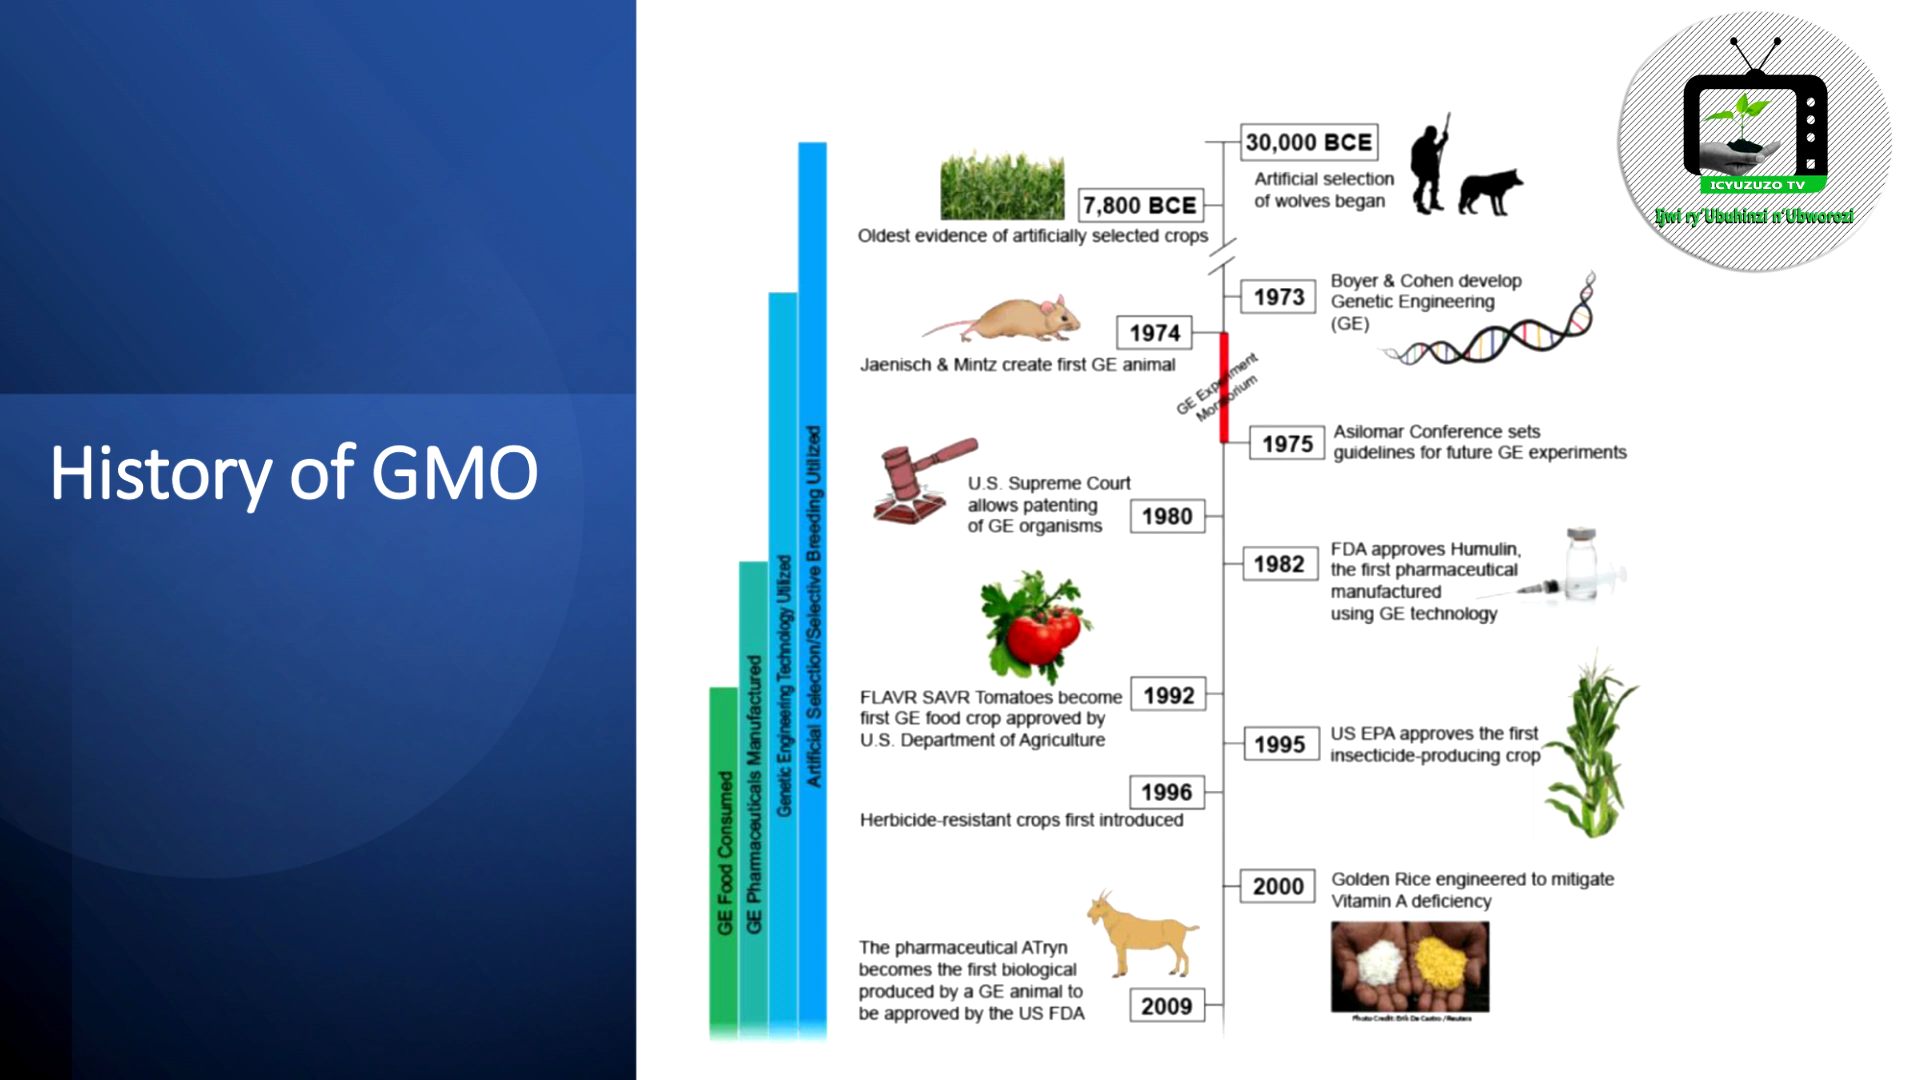 History of GMO
ICYUZUZO TV
Ijwi ry'Ubuhinzi n'Ubworozi
30,000 BCE
Artificial selection
of wolves began
7,800 BCE
Oldest evidence of artificially selected crops
1973
Boyer & Cohen develop
Genetic Engineering
(GE)
1974
Jaenisch & Mintz create first GE animal
GE Experiment
Moratorium
1975
Asilomar Conference sets
guidelines for future GE experiments
U.S. Supreme Court
allows patenting
of GE organisms
1980
1982
FDA approves Humulin,
the first pharmaceutical
manufactured
using GE technology
1992
FLAVR SAVR Tomatoes become
first GE food crop approved by
U.S. Department of Agriculture
1995
US EPA approves the first
insecticide-producing crop
1996
Herbicide-resistant crops first introduced
2000
Golden Rice engineered to mitigate
Vitamin A deficiency
Photo Credit: Erik De Castro / Reuters
The pharmaceutical ATryn
becomes the first biological
produced by a GE animal to
be approved by the US FDA
2009
GE Food Consumed
GE Pharmaceuticals Manufactured
Genetic Engineering Technology Utilized
Artificial Selection/Selective Breeding Utilized